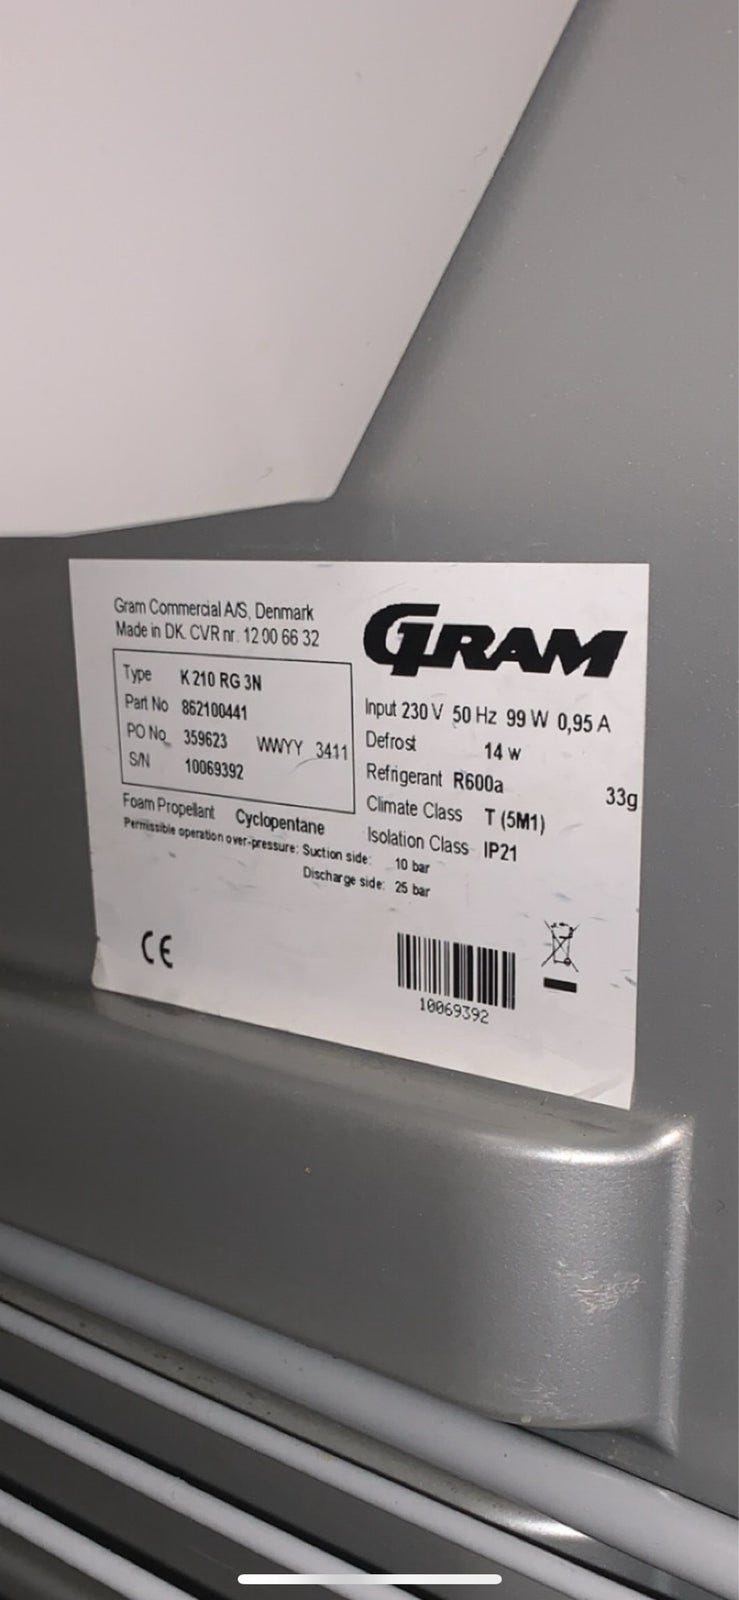 Gram Commercial A/S, Denmark
Made in DK. CVR nr. 12 00 66 32
GRAM
Type K 210 RG 3N
Part No 862100441
PO No 359623 WWYY 3411
S/N 10069392
Input 230 V 50 Hz 99 W 0,95 A
Defrost 14 w
Refrigerant R600a 33g
Climate Class T (5M1)
Isolation Class IP21
Foam Propellant Cyclopentane
Permissible operation over-pressure: Suction side: 10 bar
Discharge side: 25 bar
CE
10069392